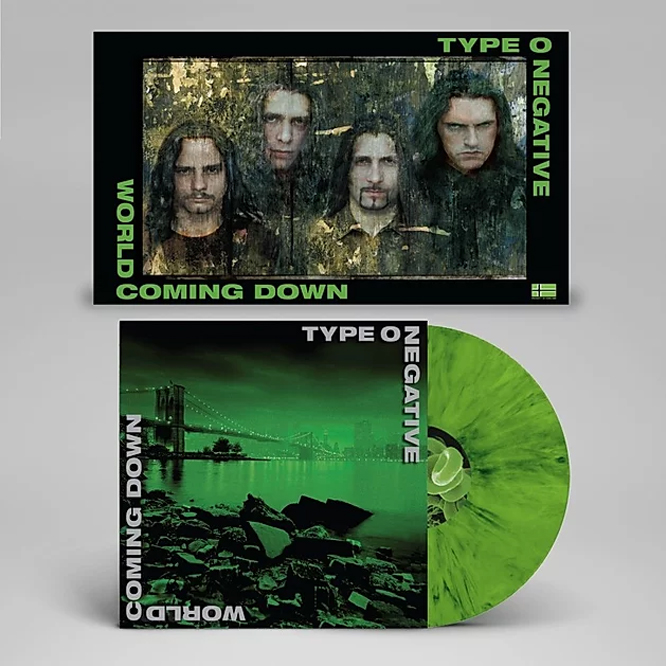 TYPE O
NEGATIVE
WORLD
COMING DOWN
TYPE O
NEGATIVE
COMING DOWN
WORLD